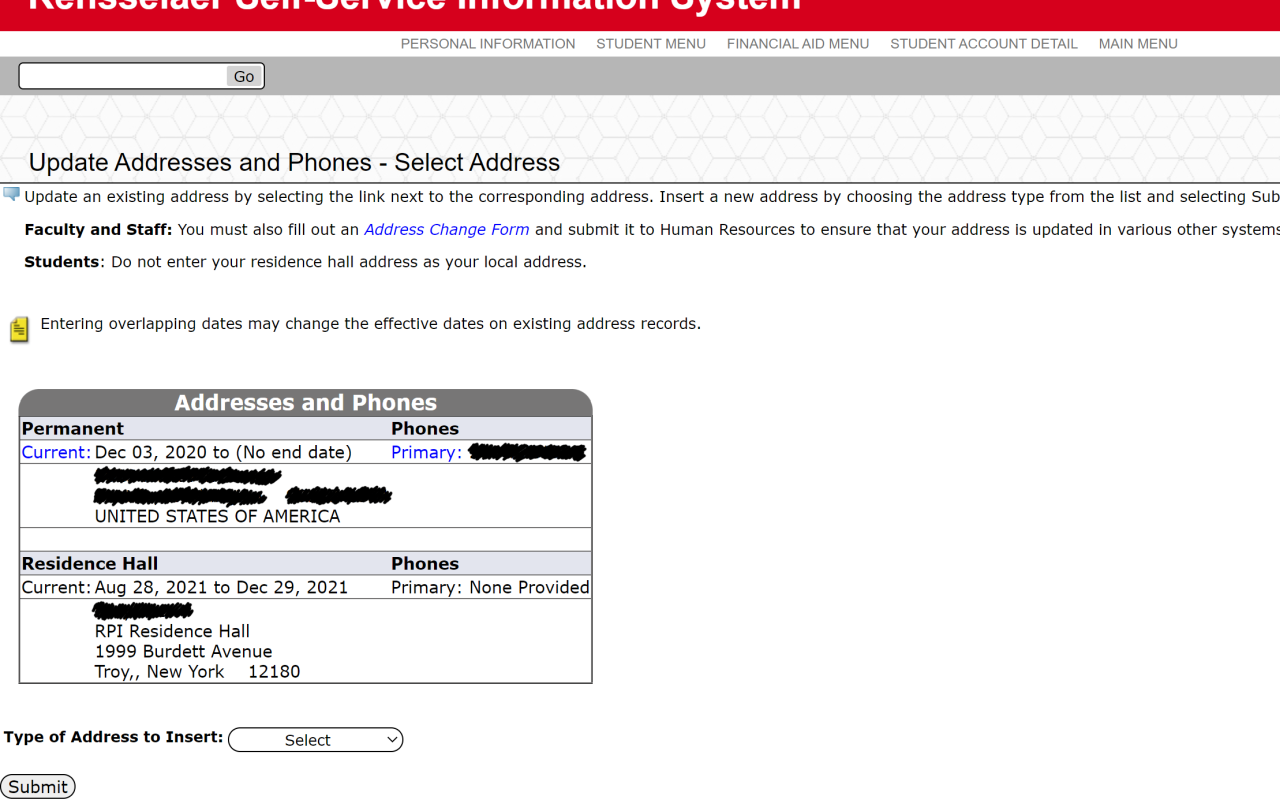 Rensselaer Self-Service Information System
PERSONAL INFORMATION STUDENT MENU FINANCIAL AID MENU STUDENT ACCOUNT DETAIL MAIN MENU
Go
Update Addresses and Phones - Select Address
Update an existing address by selecting the link next to the corresponding address. Insert a new address by choosing the address type from the list and selecting Sub
Faculty and Staff: You must also fill out an Address Change Form and submit it to Human Resources to ensure that your address is updated in various other systems
Students: Do not enter your residence hall address as your local address.
Entering overlapping dates may change the effective dates on existing address records.
Addresses and Phones
Permanent Phones
Current: Dec 03, 2020 to (No end date) Primary:
UNITED STATES OF AMERICA
Residence Hall Phones
Current: Aug 28, 2021 to Dec 29, 2021 Primary: None Provided
RPI Residence Hall
1999 Burdett Avenue
Troy,, New York 12180
Type of Address to Insert: Select
Submit